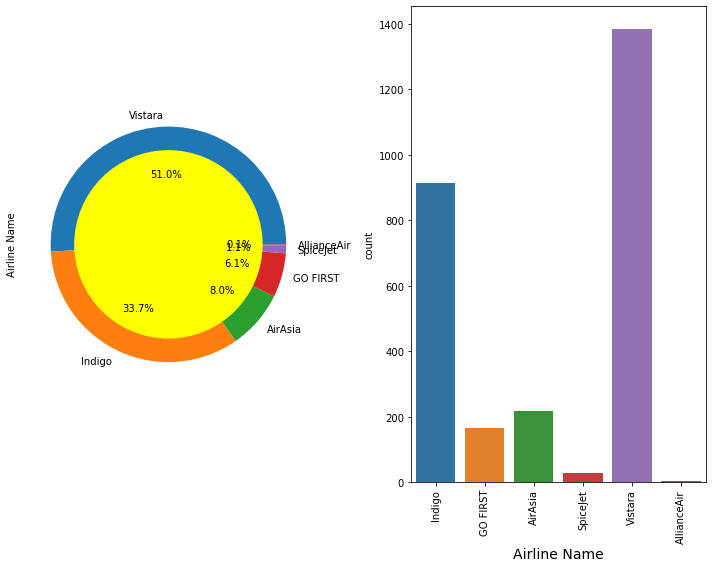 Airline Name
Vistara
51.0%
Indigo
33.7%
AirAsia
8.0%
GO FIRST
6.1%
SpiceJet
1.1%
AllianceAir
0.1%
count
1400
1200
1000
800
600
400
200
0
Indigo
GO FIRST
AirAsia
SpiceJet
Vistara
AllianceAir
Airline Name